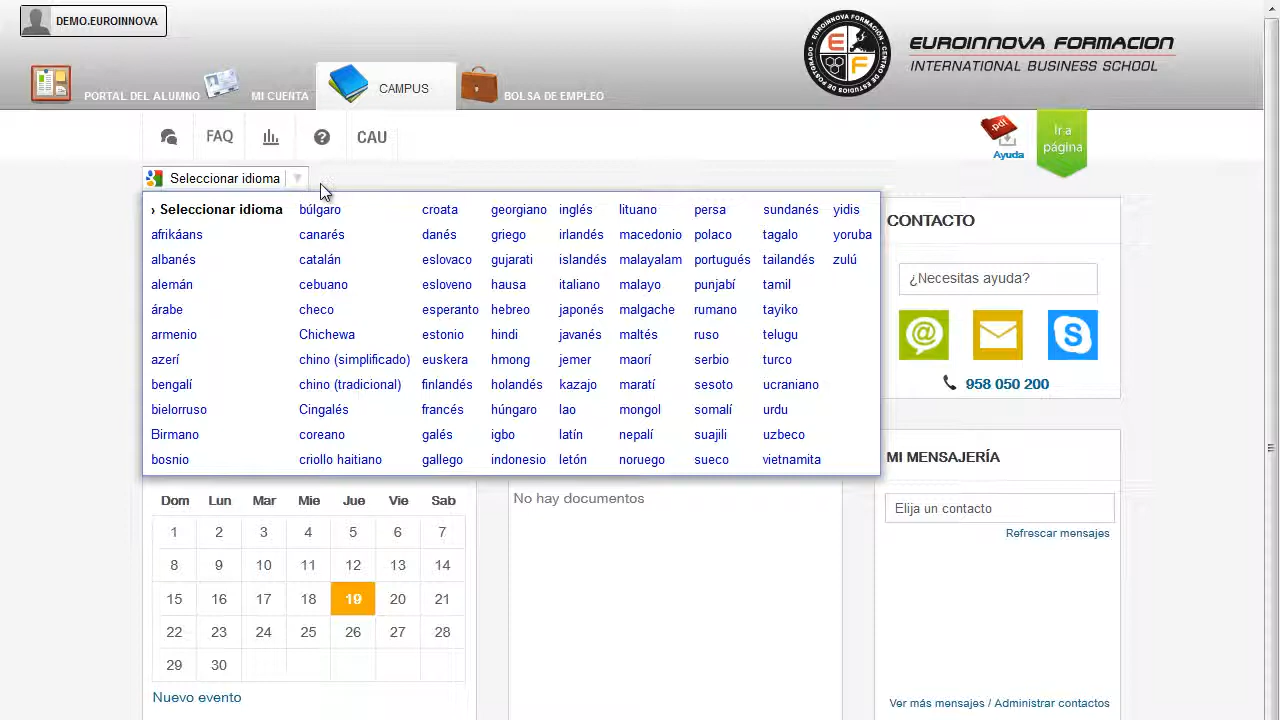 DEMO.EUROINNOVA
EUROINNOVA FORMACION
INTERNATIONAL BUSINESS SCHOOL
EUROINNOVA FORMACIÓN
CENTRO DE ESTUDIOS DE POSTGRADO
E
F
PORTAL DEL ALUMNO MI CUENTA CAMPUS BOLSA DE EMPLEO
FAQ ? CAU
.pdf
Ayuda
Ir a
página
Seleccionar idioma
› Seleccionar idioma búlgaro croata georgiano inglés lituano persa sundanés yidis
afrikáans canarés danés griego irlandés macedonio polaco tagalo yoruba
albanés catalán eslovaco gujarati islandés malayalam portugués tailandés zulú
alemán cebuano esloveno hausa italiano malayo punjabí tamil
árabe checo esperanto hebreo japonés malgache rumano tayiko
armenio Chichewa estonio hindi javanés maltés ruso telugu
azerí chino (simplificado) euskera hmong jemer maorí serbio turco
bengalí chino (tradicional) finlandés holandés kazajo maratí sesoto ucraniano
bielorruso Cingalés francés húngaro lao mongol somalí urdu
Birmano coreano galés igbo latín nepalí suajili uzbeco
bosnio criollo haitiano gallego indonesio letón noruego sueco vietnamita
CONTACTO
¿Necesitas ayuda?
@
S
958 050 200
Dom Lun Mar Mie Jue Vie Sab
1 2 3 4 5 6 7
8 9 10 11 12 13 14
15 16 17 18 19 20 21
22 23 24 25 26 27 28
29 30
Nuevo evento
No hay documentos
MI MENSAJERÍA
Elija un contacto
Refrescar mensajes
Ver más mensajes / Administrar contactos